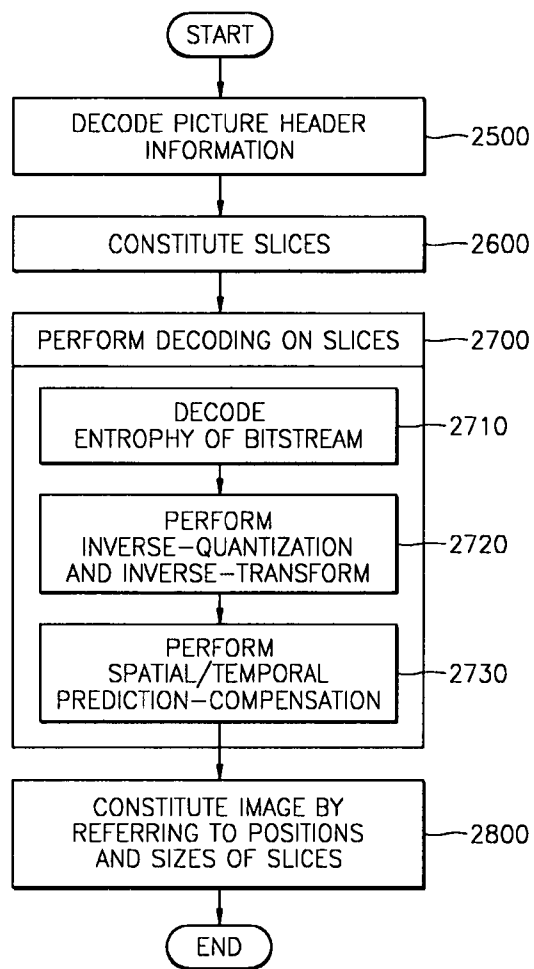 START
DECODE PICTURE HEADER
INFORMATION
2500
CONSTITUTE SLICES
2600
PERFORM DECODING ON SLICES
2700
DECODE
ENTROPHY OF BITSTREAM
2710
PERFORM
INVERSE-QUANTIZATION
AND INVERSE-TRANSFORM
2720
PERFORM
SPATIAL/TEMPORAL
PREDICTION-COMPENSATION
2730
CONSTITUTE IMAGE BY
REFERRING TO POSITIONS
AND SIZES OF SLICES
2800
END